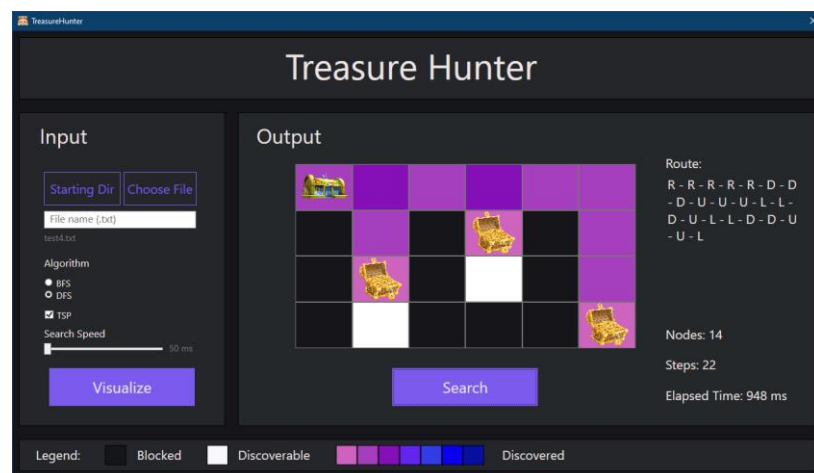 TreasureHunter
Treasure Hunter
Input
Starting Dir
Choose File
File name (.txt)
test4.txt
Algorithm
BFS
DFS
TSP
Search Speed
50 ms
Visualize
Output
Search
Route:
R - R - R - R - R - D - D
- D - U - U - U - L - L -
D - U - L - L - D - D - U
- U - L
Nodes: 14
Steps: 22
Elapsed Time: 948 ms
Legend:
Blocked
Discoverable
Discovered